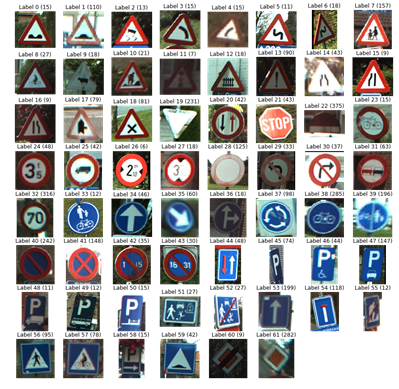 Label 0 (15) Label 1 (110) Label 2 (13) Label 3 (15) Label 4 (15) Label 5 (11) Label 6 (18) Label 7 (157)
Label 8 (27) Label 9 (18) Label 10 (21) Label 11 (7) Label 12 (18) Label 13 (90) Label 14 (43) Label 15 (9)
Label 16 (9) Label 17 (79) Label 18 (81) Label 19 (231) Label 20 (42) Label 21 (43) Label 22 (375) Label 23 (15)
STOP
Label 24 (48) Label 25 (42) Label 26 (6) Label 27 (18) Label 28 (125) Label 29 (33) Label 30 (37) Label 31 (63)
Label 32 (316) Label 33 (12) Label 34 (46) Label 35 (60) Label 36 (18) Label 37 (98) Label 38 (285) Label 39 (196)
70
Label 40 (242) Label 41 (148) Label 42 (35) Label 43 (30) Label 44 (48) Label 45 (74) Label 46 (44) Label 47 (147)
P P P
Label 48 (11) Label 49 (12) Label 50 (15) Label 51 (27) Label 52 (27) Label 53 (199) Label 54 (118) Label 55 (12)
P P P
Label 56 (95) Label 57 (78) Label 58 (15) Label 59 (42) Label 60 (9) Label 61 (282)
P